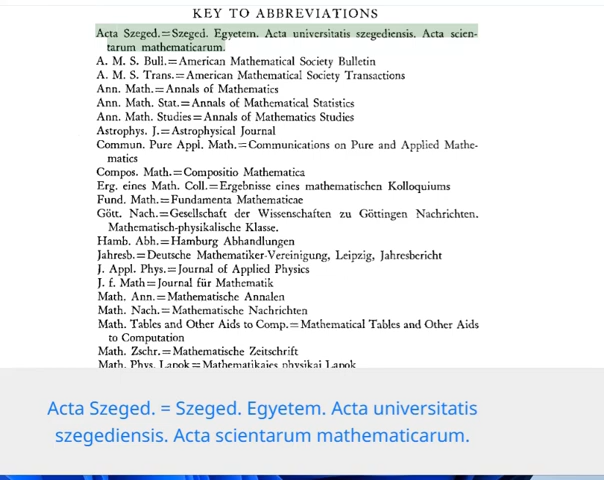 KEY TO ABBREVIATIONS
Acta Szeged.=Szeged. Egyetem. Acta universitatis szegediensis. Acta scien-
tarum mathematicarum.
A. M. S. Bull.=American Mathematical Society Bulletin
A. M. S. Trans.=American Mathematical Society Transactions
Ann. Math.=Annals of Mathematics
Ann. Math. Stat.=Annals of Mathematical Statistics
Ann. Math. Studies=Annals of Mathematics Studies
Astrophys. J.=Astrophysical Journal
Commun. Pure Appl. Math.=Communications on Pure and Applied Mathe-
matics
Compos. Math.=Compositio Mathematica
Erg. eines Math. Coll.=Ergebnisse eines mathematischen Kolloquiums
Fund. Math.=Fundamenta Mathematicae
Gött. Nach.=Gesellschaft der Wissenschaften zu Göttingen Nachrichten.
Mathematisch-physikalische Klasse.
Hamb. Abh.=Hamburg Abhandlungen
Jahresb.=Deutsche Mathematiker-Vereinigung, Leipzig, Jahresbericht
J. Appl. Phys.=Journal of Applied Physics
J. f. Math=Journal für Mathematik
Math. Ann.=Mathematische Annalen
Math. Nach.=Mathematische Nachrichten
Math. Tables and Other Aids to Comp.=Mathematical Tables and Other Aids
to Computation
Math. Zschr.=Mathematische Zeitschrift
Math. Phys. Lapok=Mathematikaies physikai Lapok
Acta Szeged. = Szeged. Egyetem. Acta universitatis
szegediensis. Acta scientarum mathematicarum.